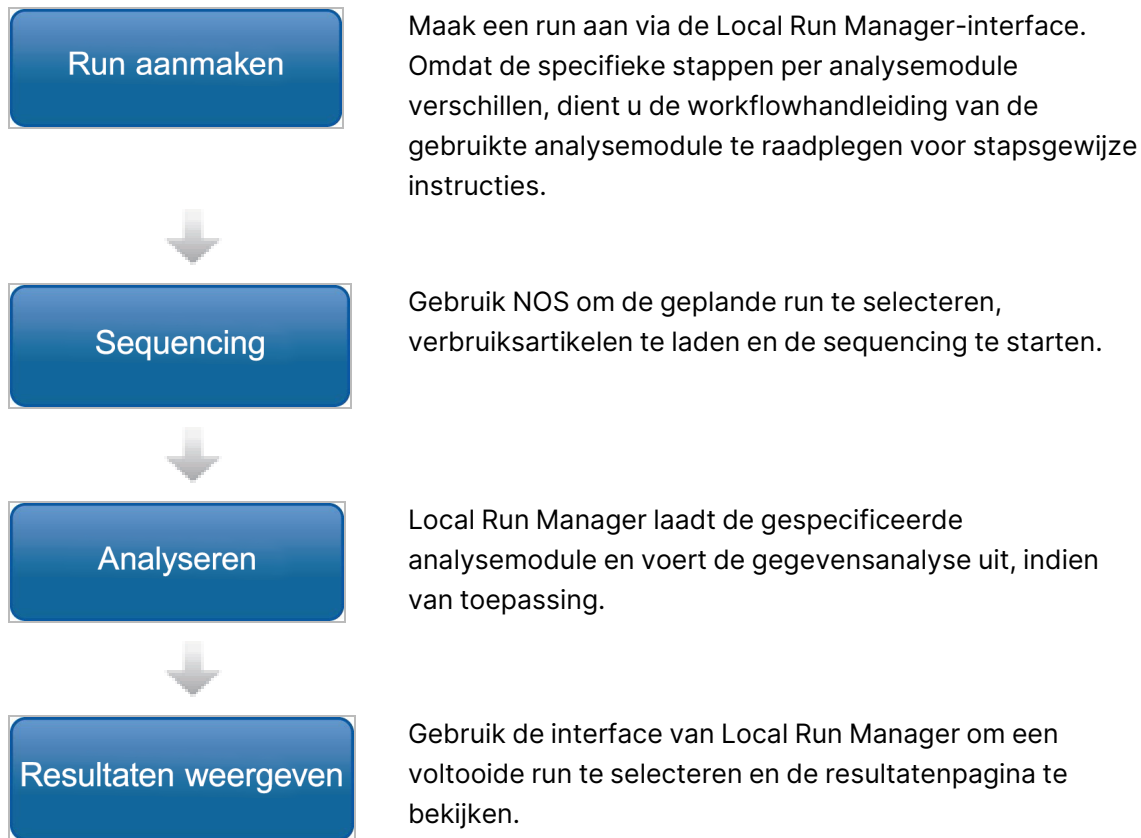 Run aanmaken
Maak een run aan via de Local Run Manager-interface.
Omdat de specifieke stappen per analysemodule
verschillen, dient u de workflowhandleiding van de
gebruikte analysemodule te raadplegen voor stapsgewijze
instructies.
Sequencing
Gebruik NOS om de geplande run te selecteren,
verbruiksartikelen te laden en de sequencing te starten.
Analyseren
Local Run Manager laadt de gespecificeerde
analysemodule en voert de gegevensanalyse uit, indien
van toepassing.
Resultaten weergeven
Gebruik de interface van Local Run Manager om een
voltooide run te selecteren en de resultatenpagina te
bekijken.